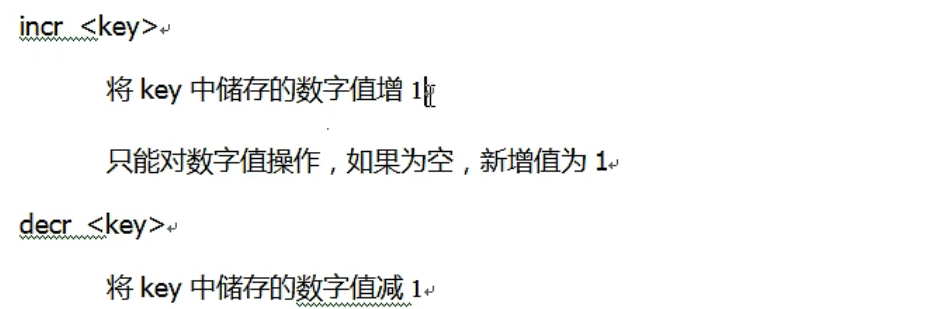 incr <key>
将 key 中储存的数字值增 1
只能对数字值操作，如果为空，新增值为 1
decr <key>
将 key 中储存的数字值减 1